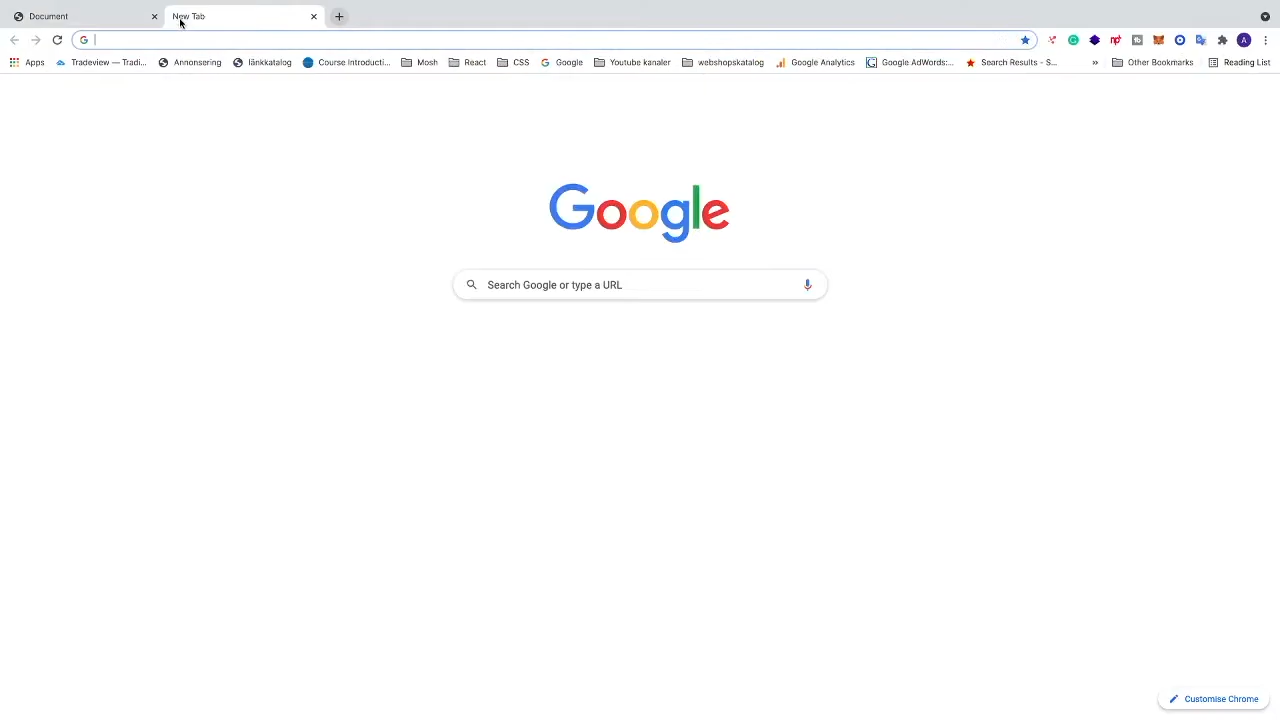 Document
New Tab
Apps Tradeview — Tradi... Annonsering länkkatalog Course Introducti... Mosh React CSS Google Youtube kanaler webshopskatalog Google Analytics Google AdWords:... Search Results - S... » Other Bookmarks Reading List
Google
Search Google or type a URL
Customise Chrome